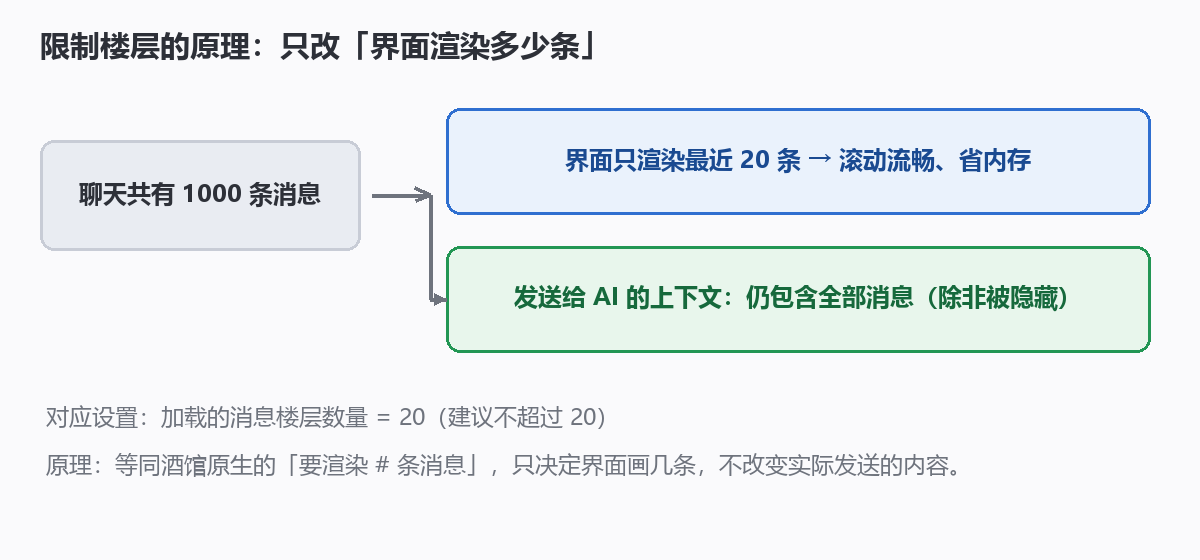 限制楼层的原理：只改「界面渲染多少条」
聊天共有 1000 条消息
界面只渲染最近 20 条 → 滚动流畅、省内存
发送给 AI 的上下文：仍包含全部消息（除非被隐藏）
对应设置：加载的消息楼层数量 = 20（建议不超过 20）
原理：等同酒馆原生的「要渲染 # 条消息」，只决定界面画几条，不改变实际发送的内容。